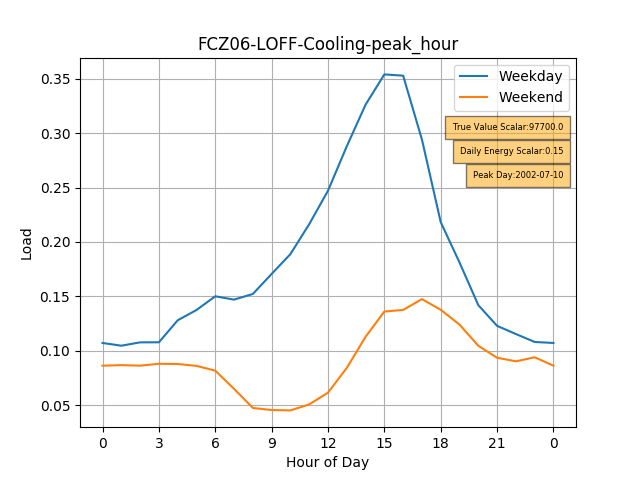 FCZ06-LOFF-Cooling-peak_hour
Weekday
Weekend
True Value Scalar:97700.0
Daily Energy Scalar:0.15
Peak Day:2002-07-10
Load
0.35
0.30
0.25
0.20
0.15
0.10
0.05
0 3 6 9 12 15 18 21 0
Hour of Day